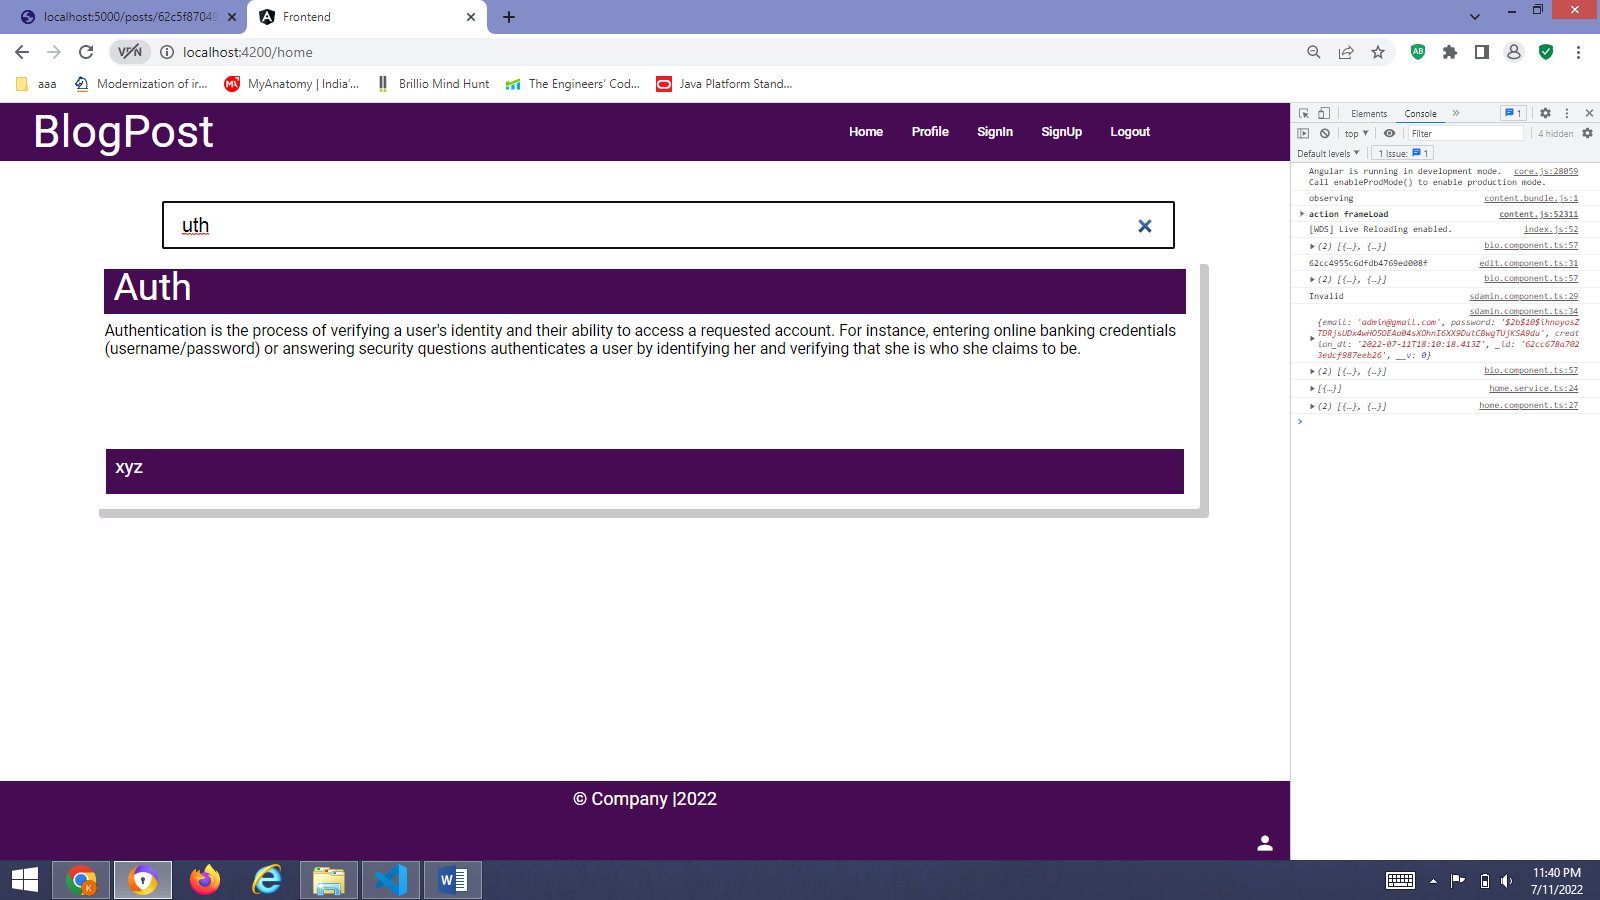 localhost:5000/posts/62c5f87049
Frontend
VPN
localhost:4200/home
aaa
Modernization of ir...
MyAnatomy | India'...
Brillio Mind Hunt
The Engineers' Cod...
Java Platform Stand...
BlogPost
Home
Profile
SignIn
SignUp
Logout
uth
Auth
Authentication is the process of verifying a user's identity and their ability to access a requested account. For instance, entering online banking credentials
(username/password) or answering security questions authenticates a user by identifying her and verifying that she is who she claims to be.
xyz
© Company |2022
Elements
Console
1
top
Filter
4 hidden
Default levels
1 Issue: 1
Angular is running in development mode. core.js:28059
Call enableProdMode() to enable production mode.
observing content.bundle.js:1
action frameLoad content.js:52311
[WDS] Live Reloading enabled. index.js:52
(2) [{…}, {…}] bio.component.ts:57
62cc4955c6dfdb4769ed008f edit.component.ts:31
(2) [{…}, {…}] bio.component.ts:57
Invalid sdamin.component.ts:29
sdamin.component.ts:34
{email: 'admin@gmail.com', password: '$2b$10$ihnoyosZ
TDRjsUDx4wHO5OEAa04sXOhnI6XX9DutCBwgTUjKSA9du', creat
ion_dt: '2022-07-11T18:10:18.413Z', _id: '62cc678a702
3edcf987eeb26', __v: 0}
(2) [{…}, {…}] bio.component.ts:57
[{…}] home.service.ts:24
(2) [{…}, {…}] home.component.ts:27
11:40 PM
7/11/2022